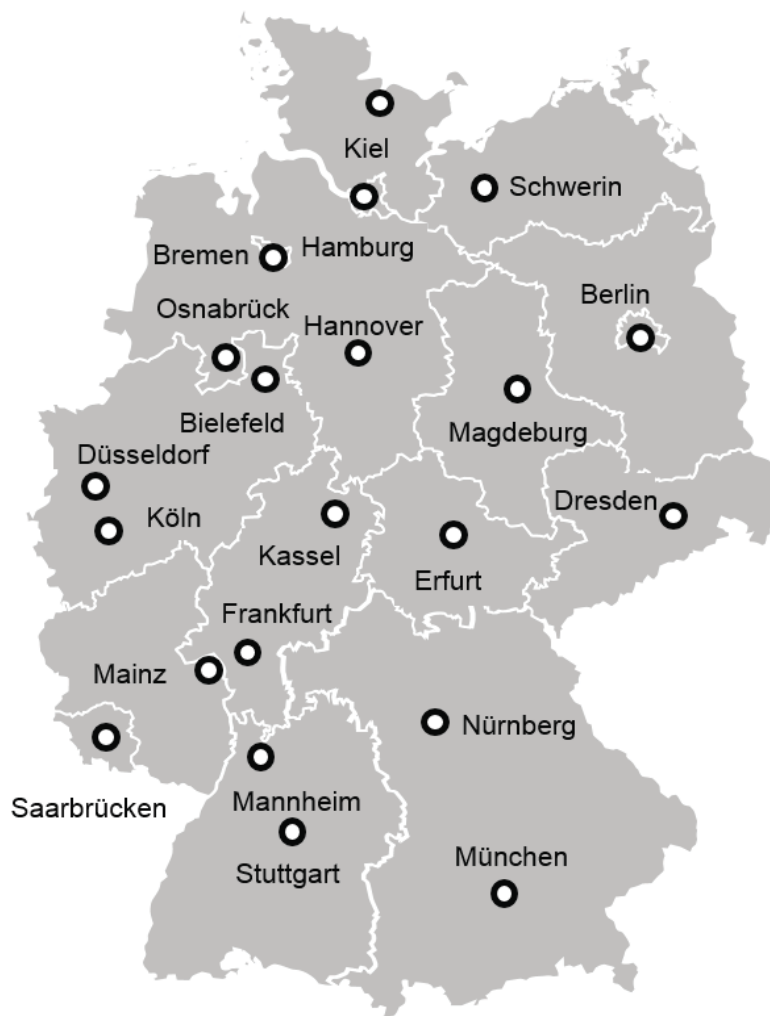 Kiel
Schwerin
Hamburg
Bremen
Berlin
Osnabrück
Hannover
Bielefeld
Magdeburg
Düsseldorf
Dresden
Köln
Kassel
Erfurt
Frankfurt
Mainz
Nürnberg
Mannheim
Saarbrücken
München
Stuttgart